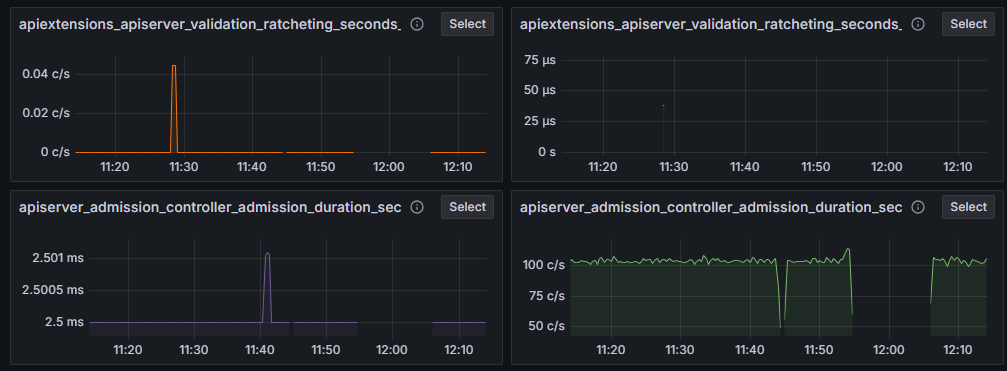 apiextensions_apiserver_validation_ratcheting_seconds_
Select
0.04 c/s
0.02 c/s
0 c/s
11:20 11:30 11:40 11:50 12:00 12:10
apiextensions_apiserver_validation_ratcheting_seconds_
Select
75 µs
50 µs
25 µs
0 s
11:20 11:30 11:40 11:50 12:00 12:10
apiserver_admission_controller_admission_duration_sec
Select
2.501 ms
2.5005 ms
2.5 ms
11:20 11:30 11:40 11:50 12:00 12:10
apiserver_admission_controller_admission_duration_sec
Select
100 c/s
75 c/s
50 c/s
11:20 11:30 11:40 11:50 12:00 12:10